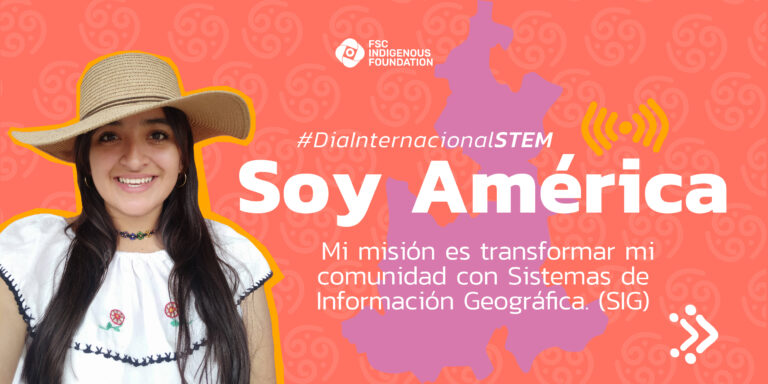 FSC
INDIGENOUS
FOUNDATION
#DiaInternacionalSTEM
Soy América
Mi misión es transformar mi
comunidad con Sistemas de
Información Geográfica. (SIG)